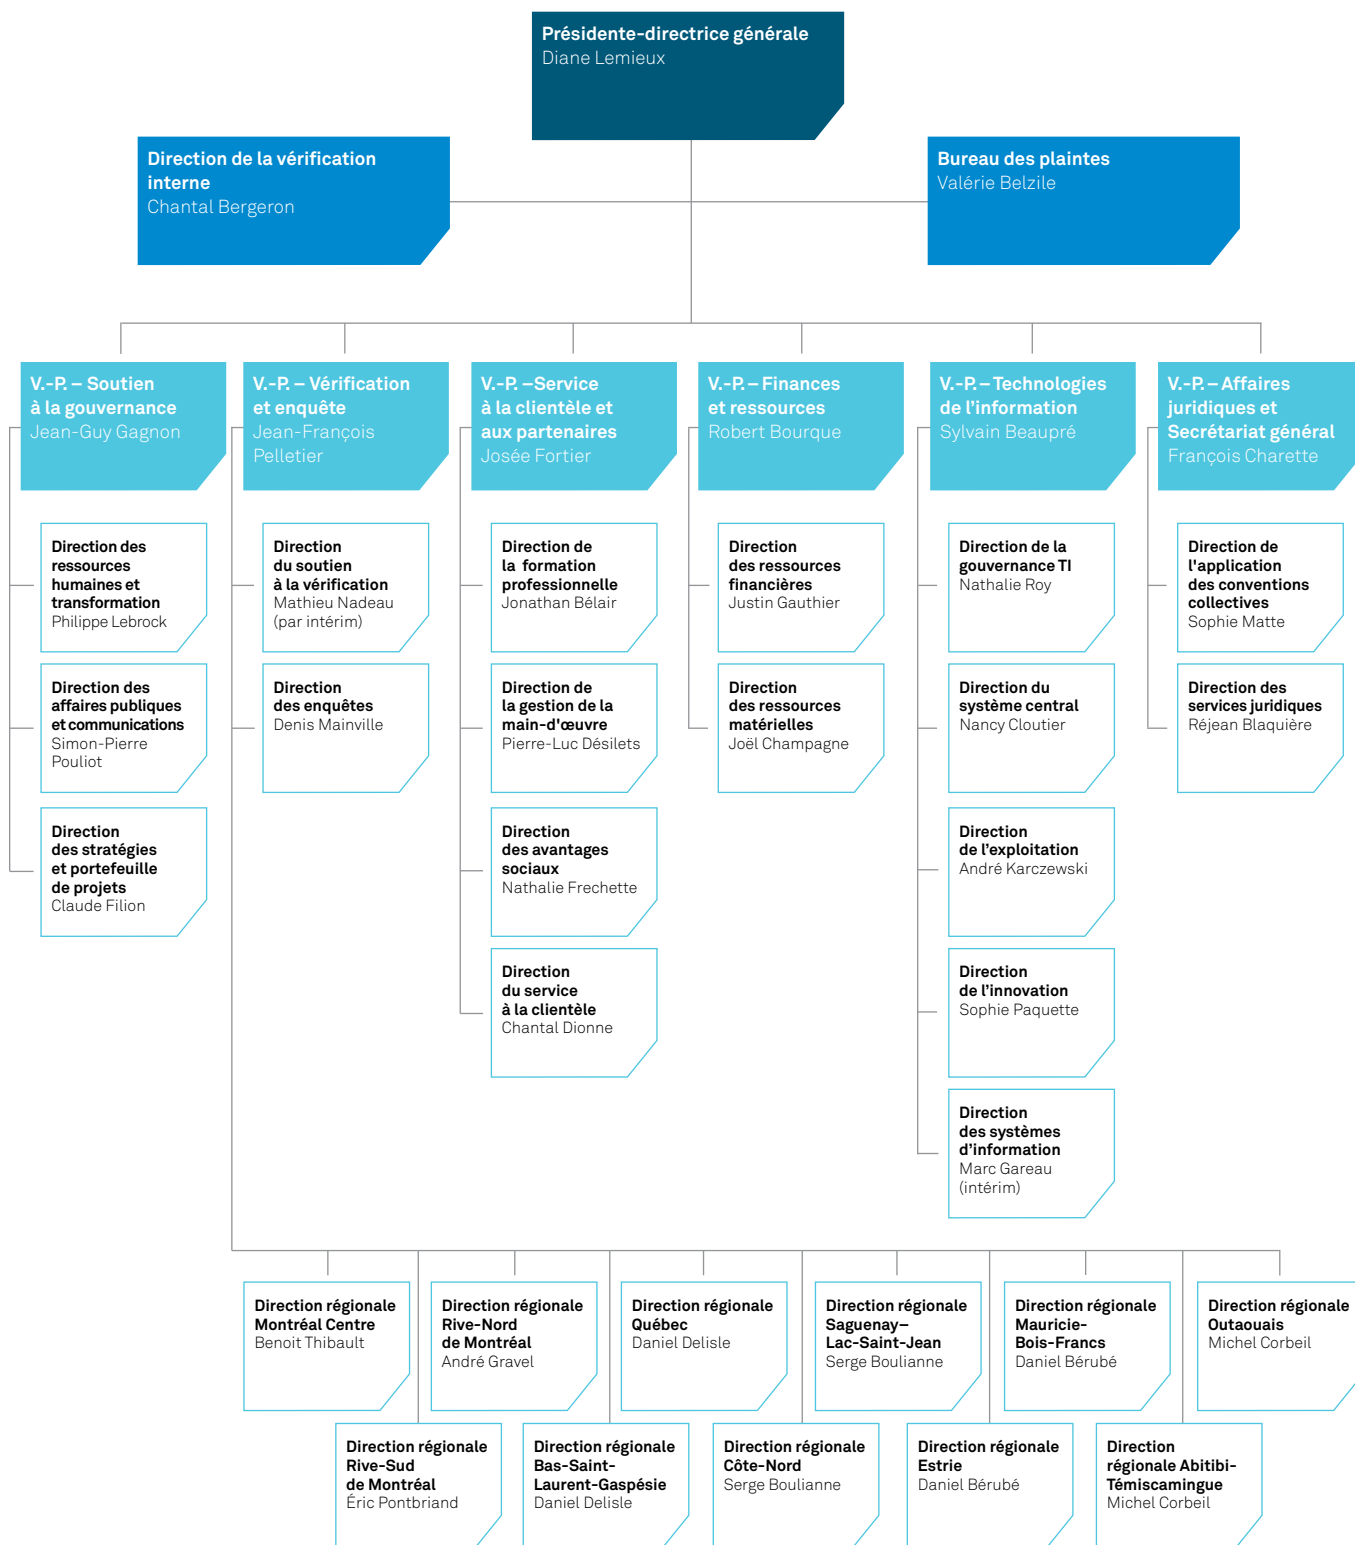 Présidente-directrice générale
Diane Lemieux
Direction de la vérification
interne
Chantal Bergeron
Bureau des plaintes
Valérie Belzile
V.-P. – Soutien
à la gouvernance
Jean-Guy Gagnon
V.-P. – Vérification
et enquête
Jean-François
Pelletier
V.-P. –Service
à la clientèle et
aux partenaires
Josée Fortier
V.-P. – Finances
et ressources
Robert Bourque
V.-P. – Technologies
de l’information
Sylvain Beaupré
V.-P. – Affaires
juridiques et
Secrétariat général
François Charette
Direction des
ressources
humaines et
transformation
Philippe Lebrock
Direction
du soutien
à la vérification
Mathieu Nadeau
(par intérim)
Direction de
la formation
professionnelle
Jonathan Bélair
Direction
des ressources
financières
Justin Gauthier
Direction de la
gouvernance TI
Nathalie Roy
Direction de
l'application
des conventions
collectives
Sophie Matte
Direction des
affaires publiques
et communications
Simon-Pierre
Pouliot
Direction
des enquêtes
Denis Mainville
Direction de
la gestion de la
main-d'œuvre
Pierre-Luc Désilets
Direction
des ressources
matérielles
Joël Champagne
Direction du
système central
Nancy Cloutier
Direction des
services juridiques
Réjean Blaquière
Direction
des stratégies
et portefeuille
de projets
Claude Filion
Direction
des avantages
sociaux
Nathalie Frechette
Direction
de l’exploitation
André Karczewski
Direction
du service
à la clientèle
Chantal Dionne
Direction
de l’innovation
Sophie Paquette
Direction
des systèmes
d’information
Marc Gareau
(intérim)
Direction régionale
Montréal Centre
Benoit Thibault
Direction régionale
Rive-Nord
de Montréal
André Gravel
Direction régionale
Québec
Daniel Delisle
Direction régionale
Saguenay–
Lac-Saint-Jean
Serge Boulianne
Direction régionale
Mauricie-
Bois-Francs
Daniel Bérubé
Direction régionale
Outaouais
Michel Corbeil
Direction régionale
Rive-Sud
de Montréal
Éric Pontbriand
Direction régionale
Bas-Saint-
Laurent-Gaspésie
Daniel Delisle
Direction régionale
Côte-Nord
Serge Boulianne
Direction régionale
Estrie
Daniel Bérubé
Direction
régionale Abitibi-
Témiscamingue
Michel Corbeil